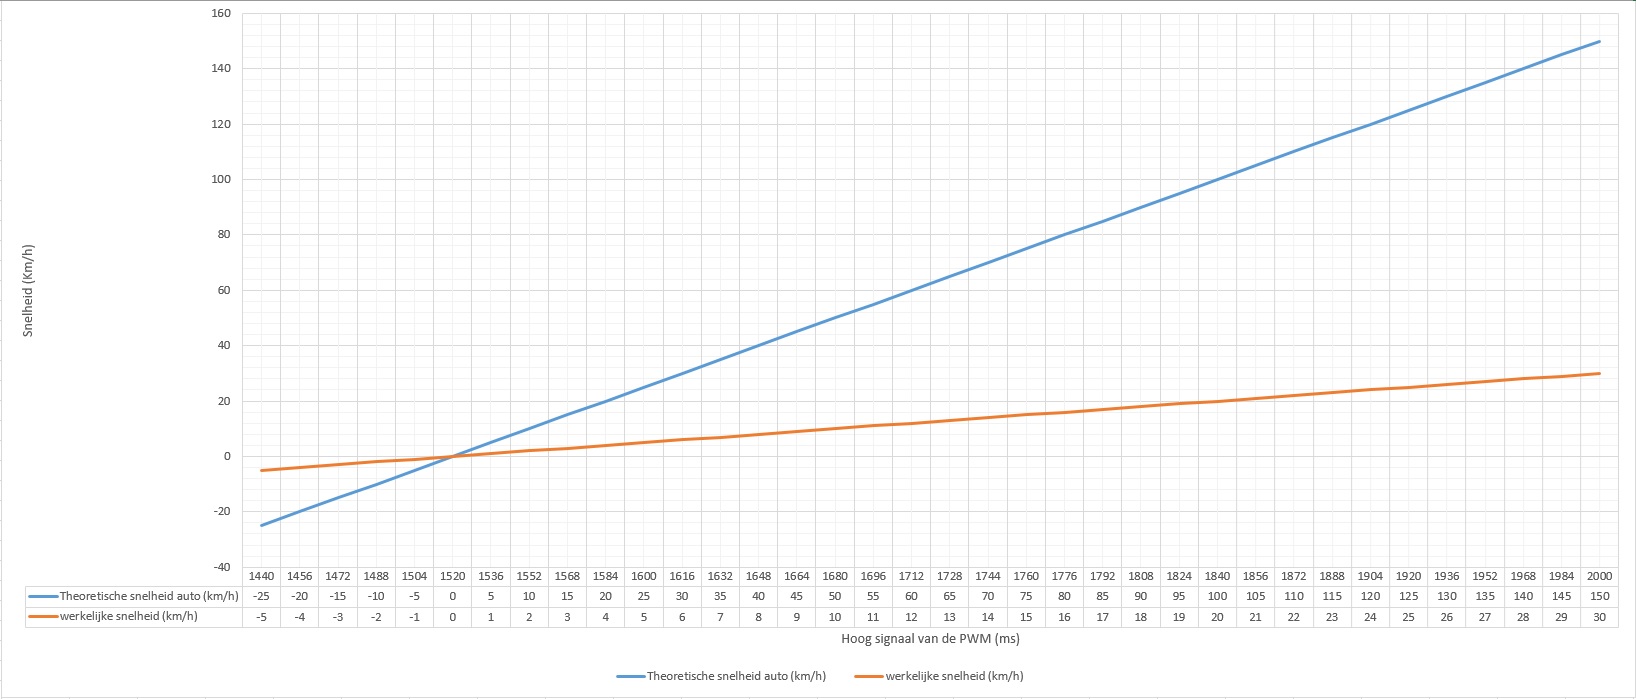 160
140
120
100
80
60
40
20
0
-20
-40
Snelheid (Km/h)
1440 1456 1472 1488 1504 1520 1536 1552 1568 1584 1600 1616 1632 1648 1664 1680 1696 1712 1728 1744 1760 1776 1792 1808 1824 1840 1856 1872 1888 1904 1920 1936 1952 1968 1984 2000
Theoretische snelheid auto (km/h) -25 -20 -15 -10 -5 0 5 10 15 20 25 30 35 40 45 50 55 60 65 70 75 80 85 90 95 100 105 110 115 120 125 130 135 140 145 150
werkelijke snelheid (km/h) -5 -4 -3 -2 -1 0 1 2 3 4 5 6 7 8 9 10 11 12 13 14 15 16 17 18 19 20 21 22 23 24 25 26 27 28 29 30
Hoog signaal van de PWM (ms)
Theoretische snelheid auto (km/h) werkelijke snelheid (km/h)